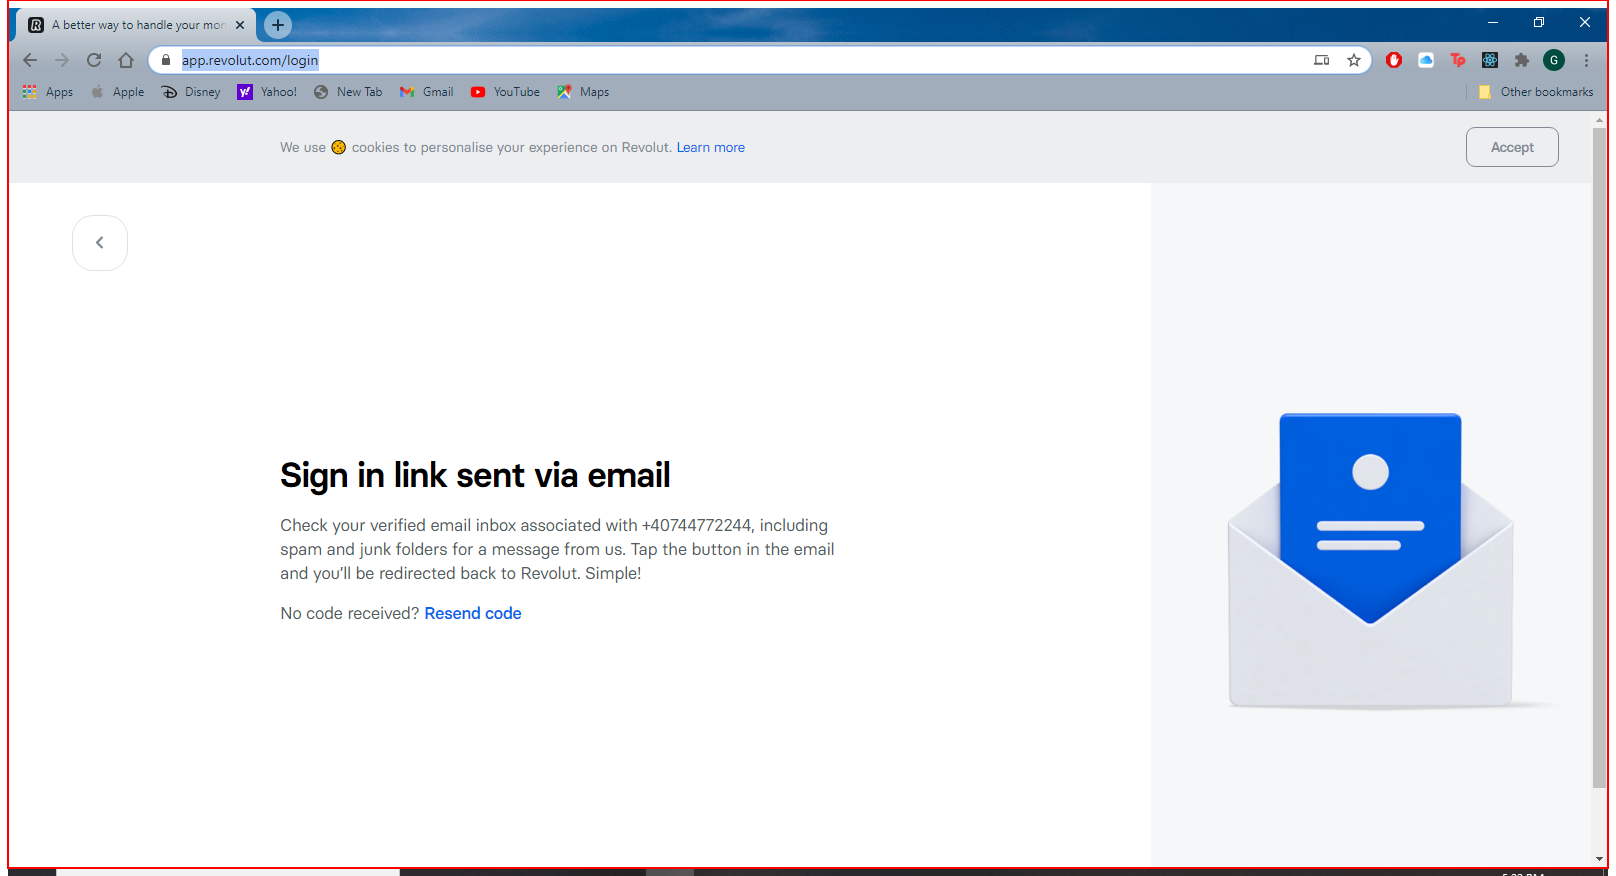 A better way to handle your mon
app.revolut.com/login
Tp
G
Apps Apple Disney Yahoo! New Tab Gmail YouTube Maps Other bookmarks
We use cookies to personalise your experience on Revolut. Learn more
Accept
Sign in link sent via email
Check your verified email inbox associated with +40744772244, including
spam and junk folders for a message from us. Tap the button in the email
and you'll be redirected back to Revolut. Simple!
No code received? Resend code